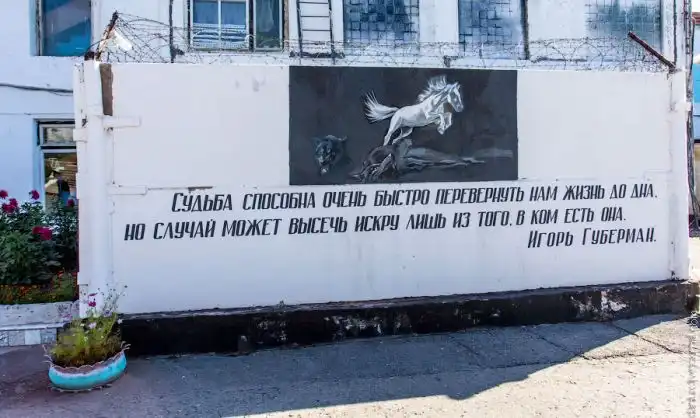 Судьба способна очень быстро перевернуть нам жизнь до дна,
но случай может высечь искру лишь из того, в ком есть она.
Игорь Губерман.